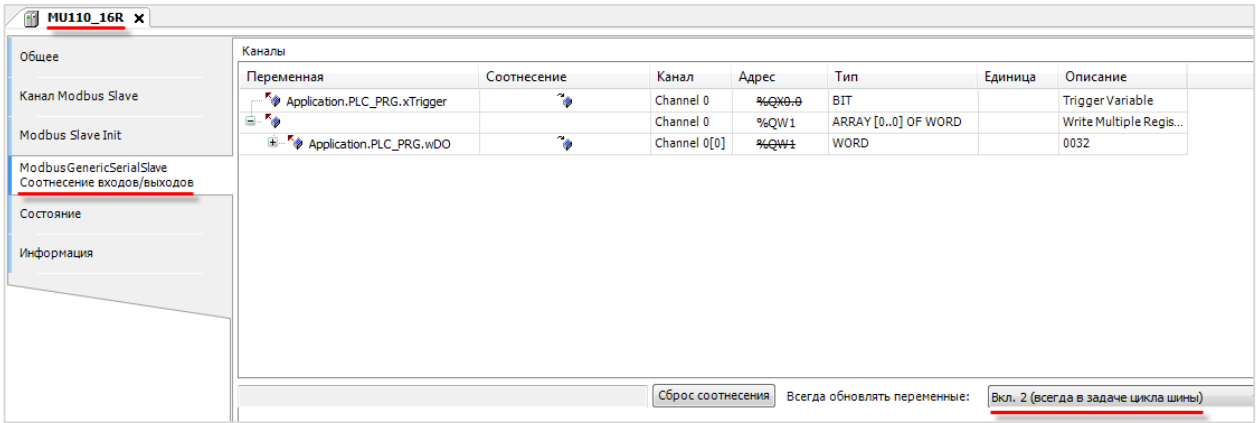 MU110_16R X
Общее
Канал Modbus Slave
Modbus Slave Init
ModbusGenericSerialSlave
Соотнесение входов/выходов
Состояние
Информация
Каналы
Переменная Соотнесение Канал Адрес Тип Единица Описание
Application.PLC_PRG.xTrigger Channel 0 %QX0.0 BIT Trigger Variable
Channel 0 %QW1 ARRAY [0..0] OF WORD Write Multiple Regis...
Application.PLC_PRG.wDO Channel 0[0] %QW1 WORD 0032
Сброс соотнесения Всегда обновлять переменные: Вкл. 2 (всегда в задаче цикла шины)